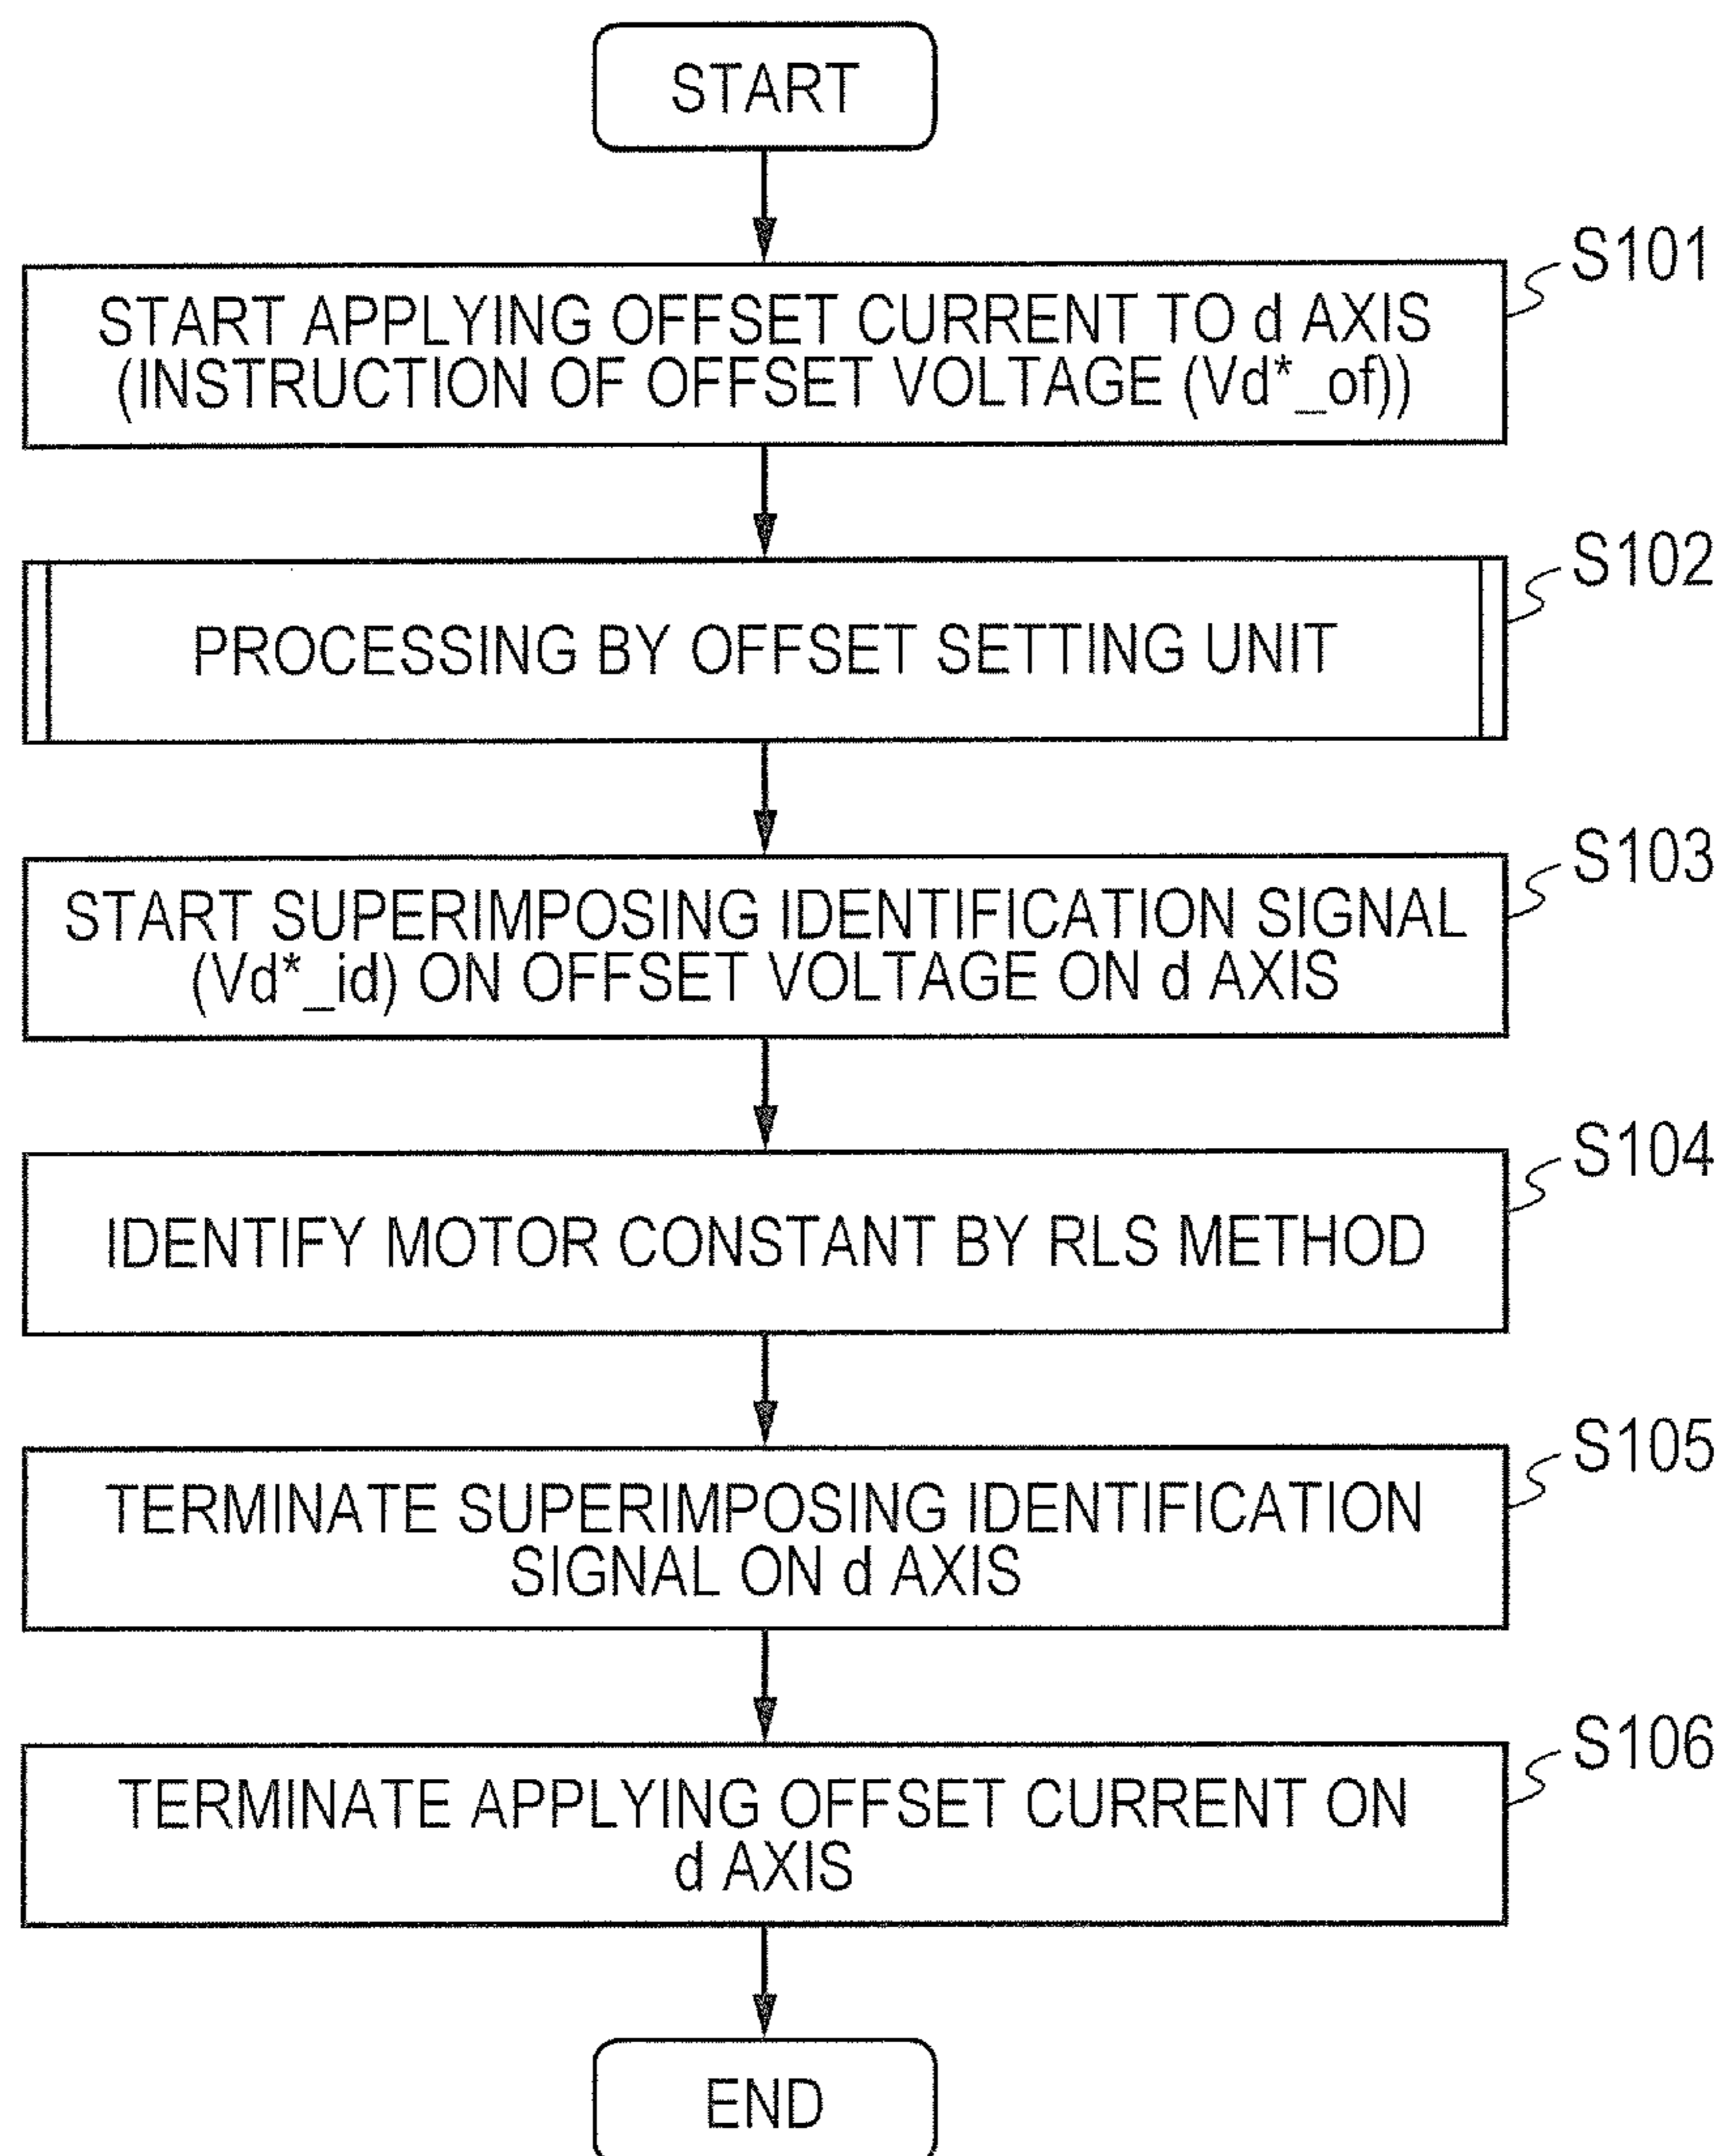 START
S101
START APPLYING OFFSET CURRENT TO d AXIS
(INSTRUCTION OF OFFSET VOLTAGE (Vd*_of))
S102
PROCESSING BY OFFSET SETTING UNIT
S103
START SUPERIMPOSING IDENTIFICATION SIGNAL
(Vd*_id) ON OFFSET VOLTAGE ON d AXIS
S104
IDENTIFY MOTOR CONSTANT BY RLS METHOD
S105
TERMINATE SUPERIMPOSING IDENTIFICATION
SIGNAL ON d AXIS
S106
TERMINATE APPLYING OFFSET CURRENT ON
d AXIS
END